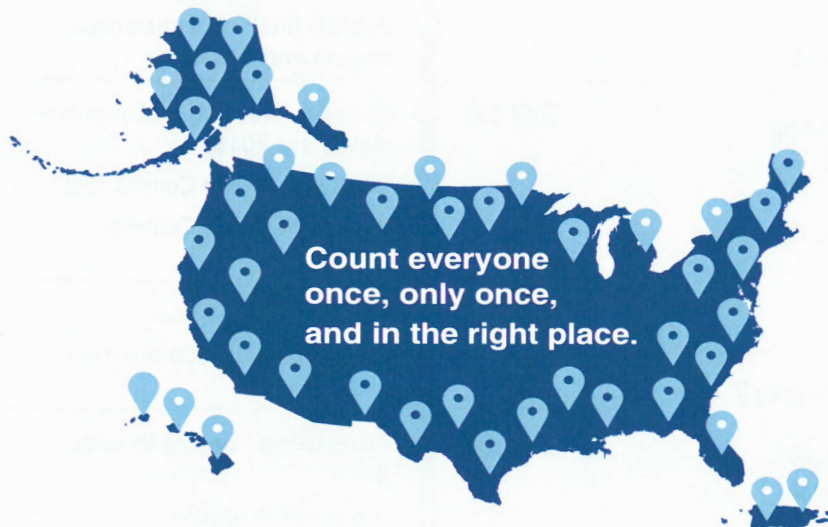 Count everyone
once, only once,
and in the right place.